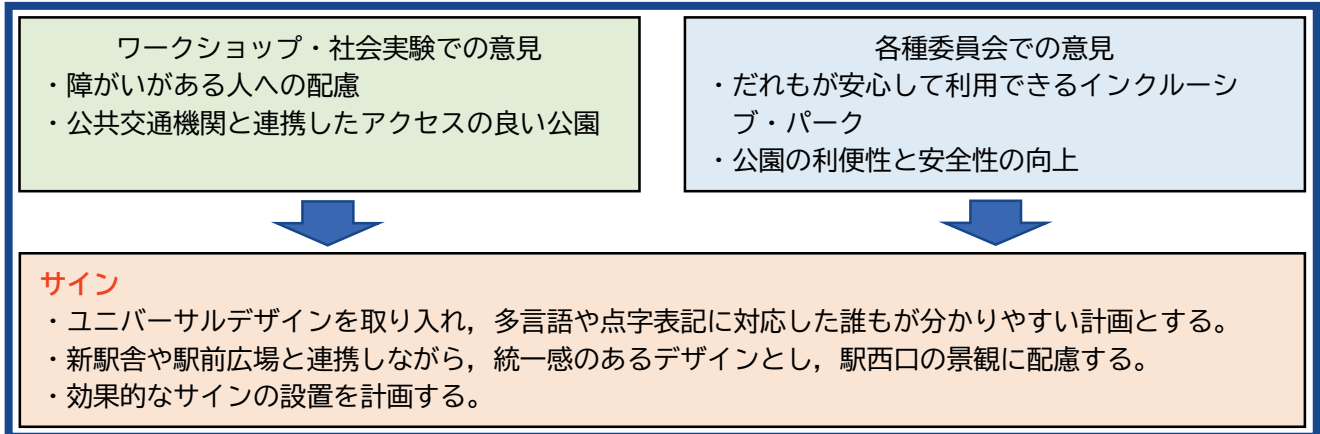 ワークショップ・社会実験での意見
・障がいがある人への配慮
・公共交通機関と連携したアクセスの良い公園
各種委員会での意見
・だれもが安心して利用できるインクルーシ
ブ・パーク
・公園の利便性と安全性の向上
サイン
・ユニバーサルデザインを取り入れ，多言語や点字表記に対応した誰もが分かりやすい計画とする。
・新駅舎や駅前広場と連携しながら，統一感のあるデザインとし，駅西口の景観に配慮する。
・効果的なサインの設置を計画する。